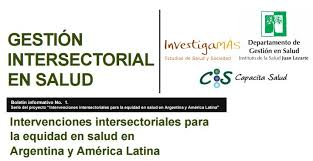 GESTIÓN
INTERSECTORIAL
EN SALUD
InvestigaMAS
Estudios de Salud y Sociedad
Departamento de
Gestión en Salud
Instituto de la Salud Juan Lazarte
CAS Capacita Salud
Boletín informativo No. 1.
Serie del proyecto "Intervenciones intersectoriales para la equidad en salud en Argentina y América Latina"
Intervenciones intersectoriales para
la equidad en salud en
Argentina y América Latina